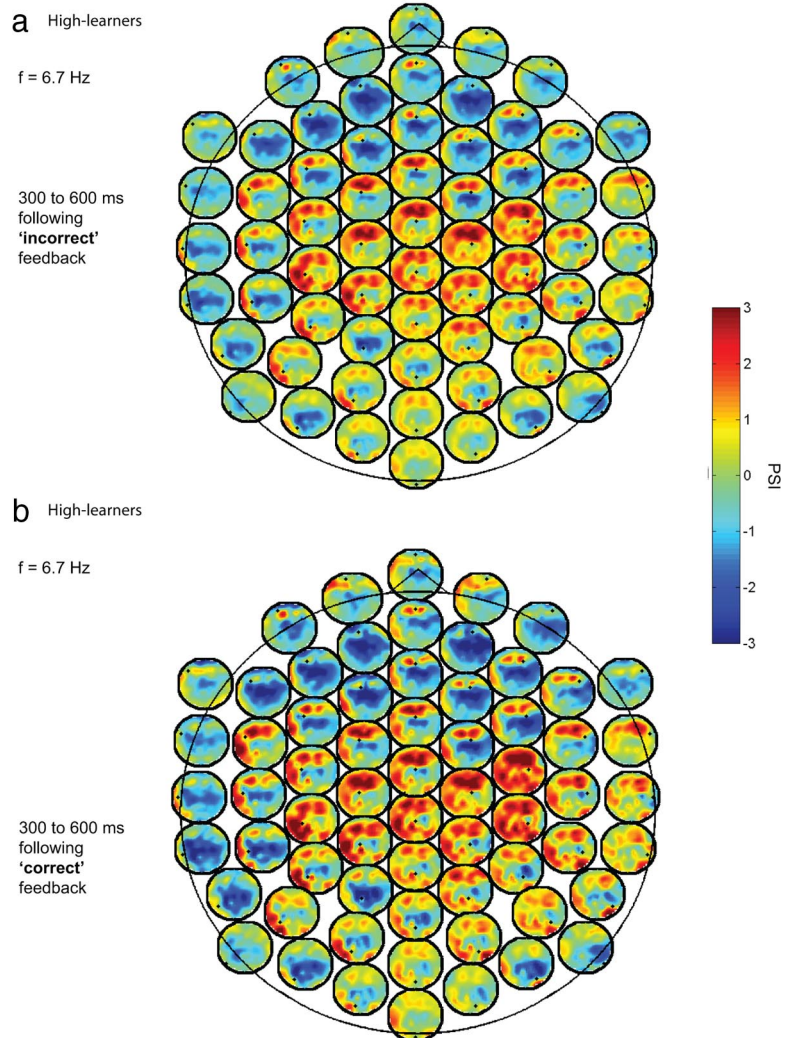 a High-learners
f = 6.7 Hz
300 to 600 ms
following
‘incorrect’
feedback
3
2
1
0
-1
-2
-3
PSI
b High-learners
f = 6.7 Hz
300 to 600 ms
following
‘correct’
feedback